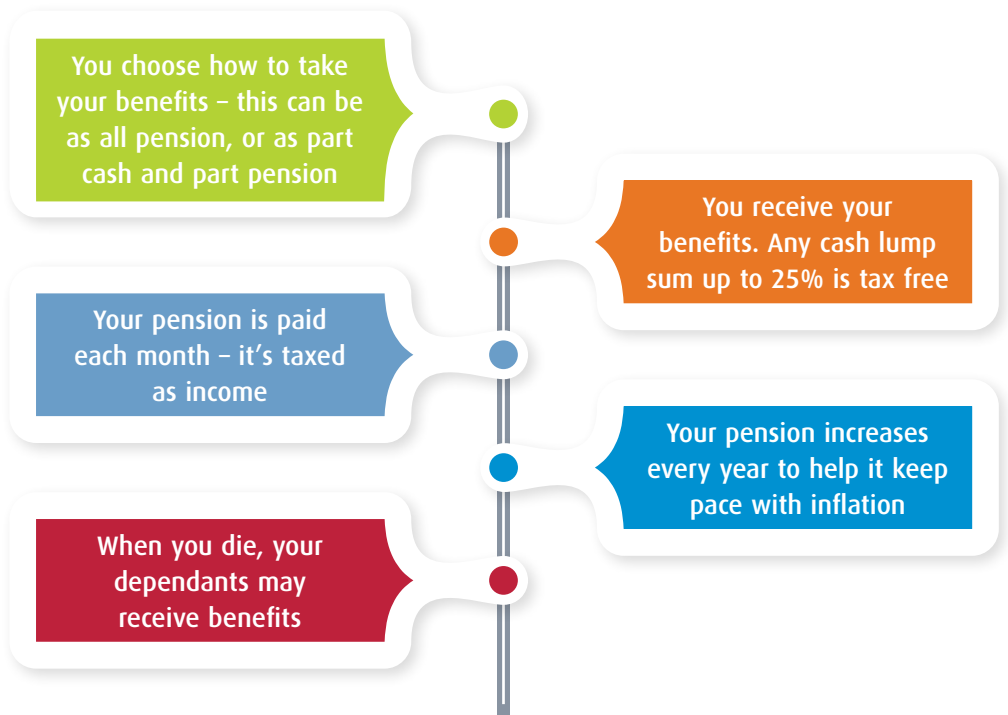 You choose how to take
your benefits – this can be
as all pension, or as part
cash and part pension
You receive your
benefits. Any cash lump
sum up to 25% is tax free
Your pension is paid
each month – it's taxed
as income
Your pension increases
every year to help it keep
pace with inflation
When you die, your
dependants may
receive benefits